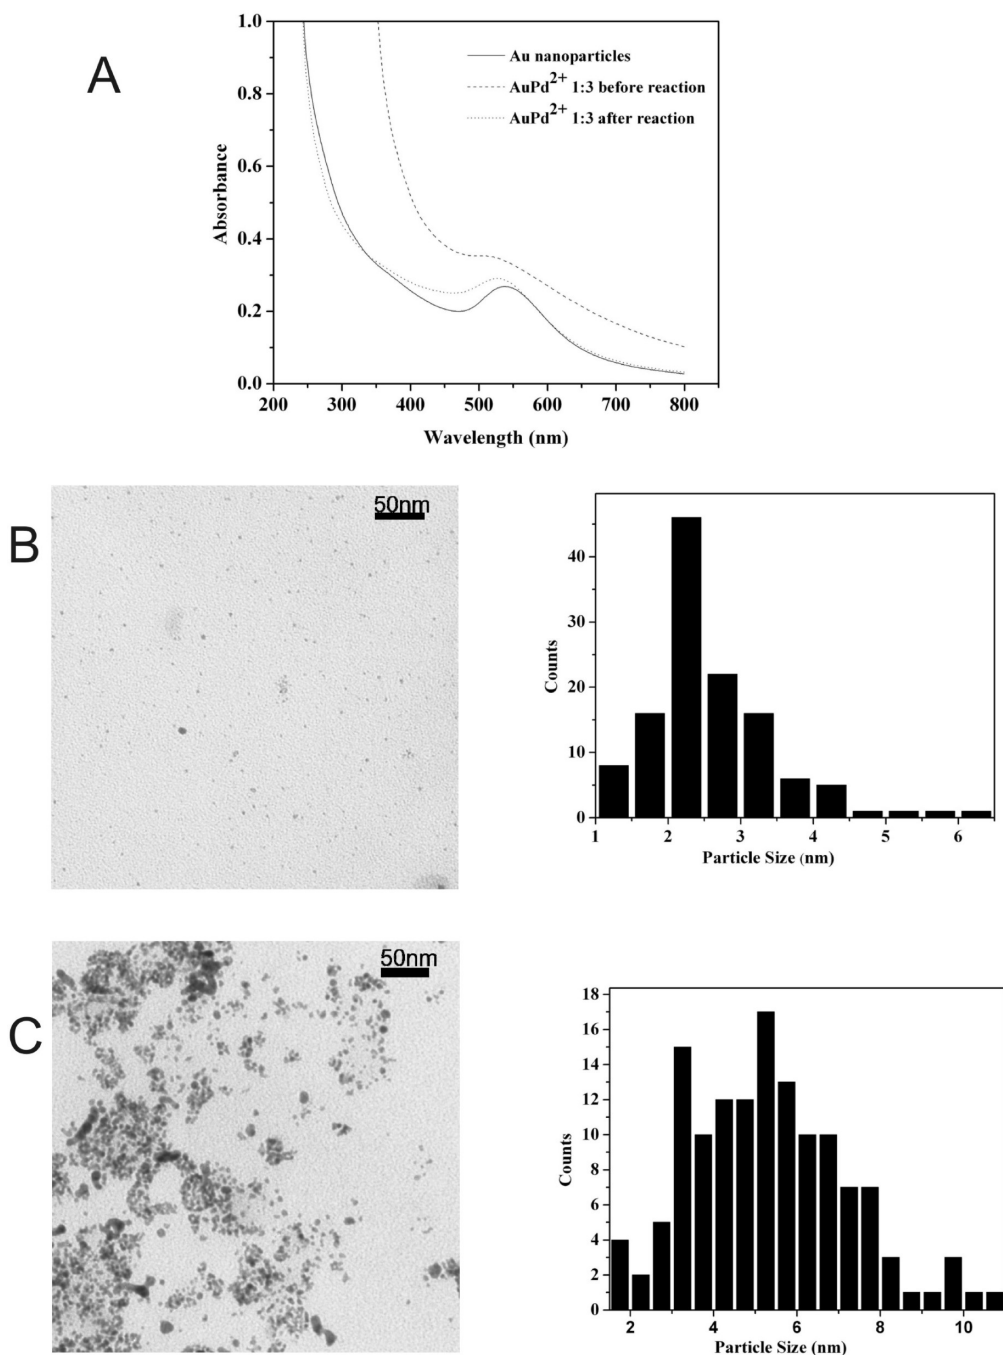 A
1.0
0.8
0.6
0.4
0.2
0.0
Absorbance
Au nanoparticles
AuPd2+ 1:3 before reaction
AuPd2+ 1:3 after reaction
200 300 400 500 600 700 800
Wavelength (nm)
B
50nm
40
30
20
10
0
Counts
1 2 3 4 5 6
Particle Size (nm)
C
50nm
18
16
14
12
10
8
6
4
2
0
Counts
2 4 6 8 10
Particle Size (nm)